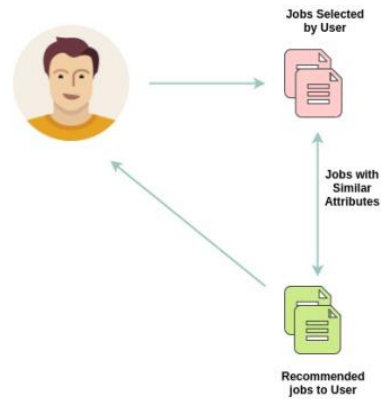 Jobs Selected
by User
Jobs with
Similar
Attributes
Recommended
jobs to User